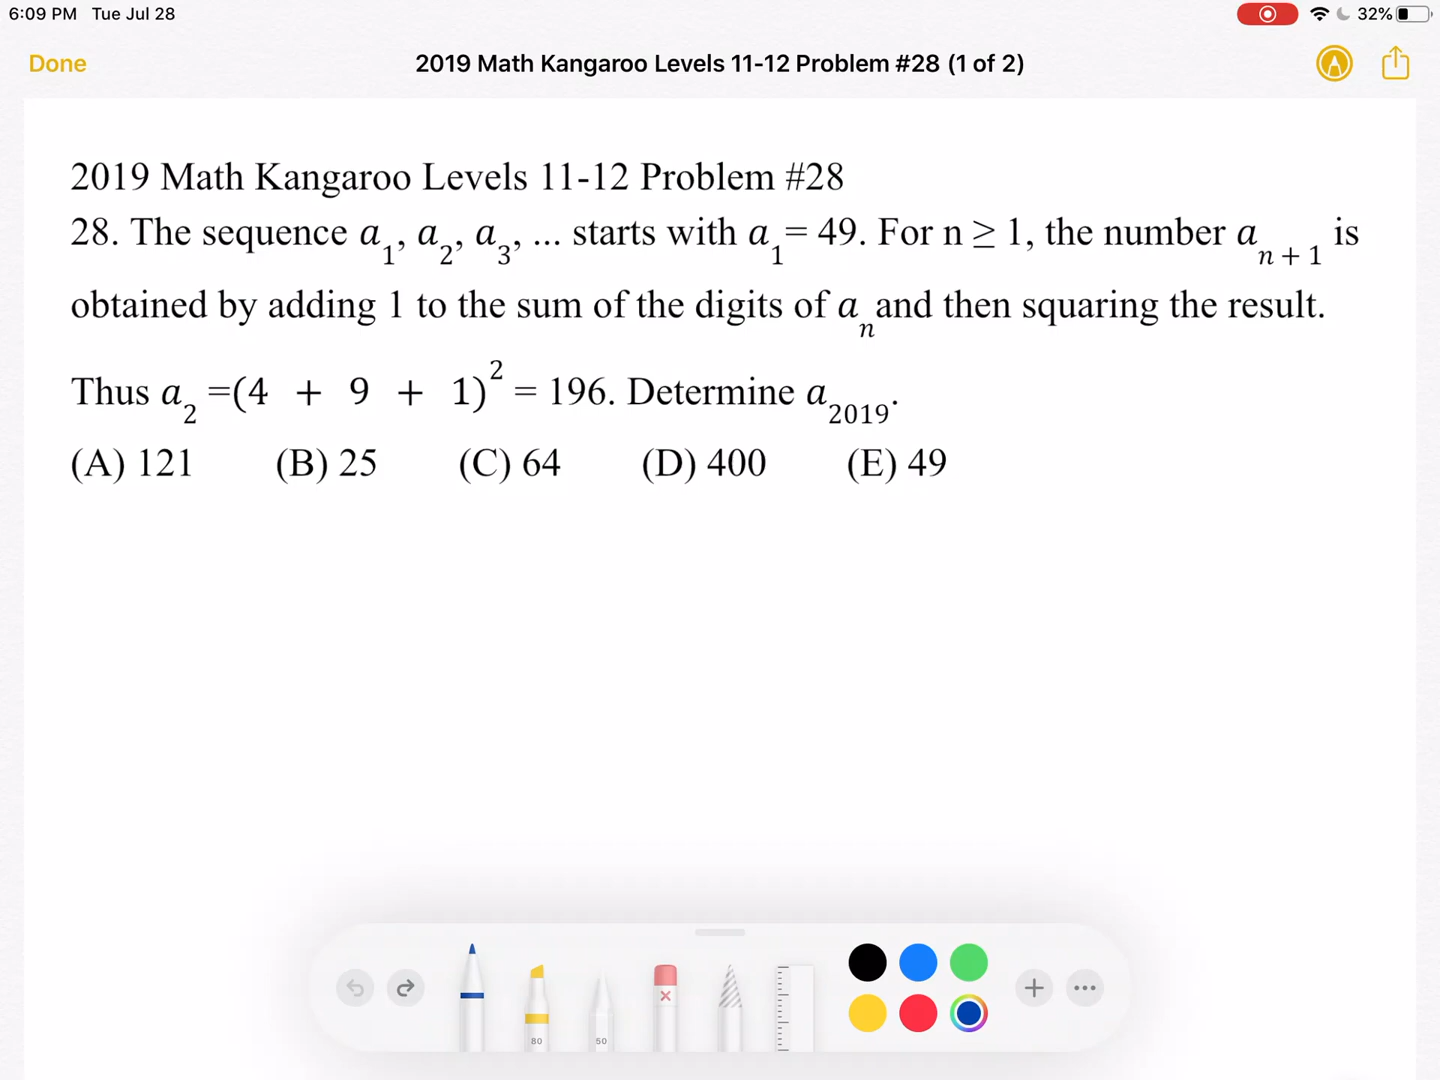 6:09 PM Tue Jul 28
32%
Done
2019 Math Kangaroo Levels 11-12 Problem #28 (1 of 2)
2019 Math Kangaroo Levels 11-12 Problem #28
28. The sequence a₁, a₂, a₃, ... starts with a₁= 49. For n ≥ 1, the number aₙ₊₁ is
obtained by adding 1 to the sum of the digits of aₙ and then squaring the result.
Thus a₂ =(4 + 9 + 1)² = 196. Determine a₂₀₁₉.
(A) 121 (B) 25 (C) 64 (D) 400 (E) 49
80
50